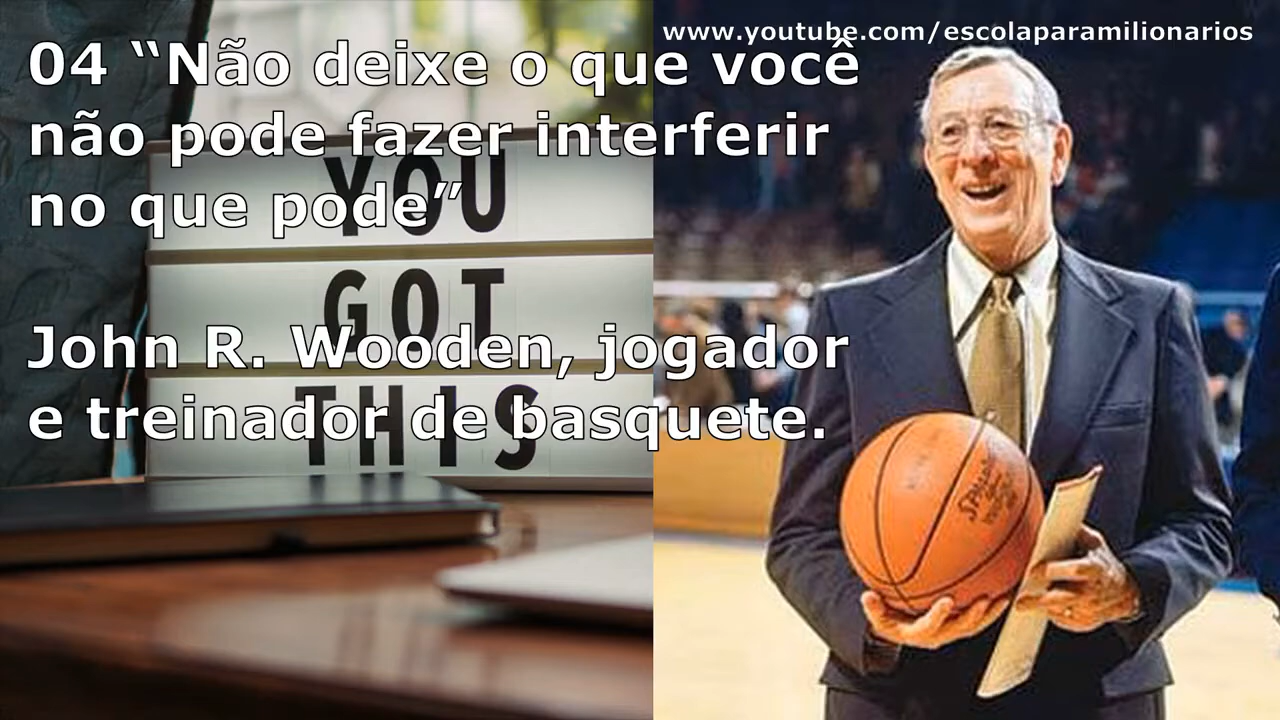 www.youtube.com/escolaparamilionarios
04 “Não deixe o que você
não pode fazer interferir
no que pode”
John R. Wooden, jogador
e treinador de basquete.
YOU
GOT
THIS
SPALDING